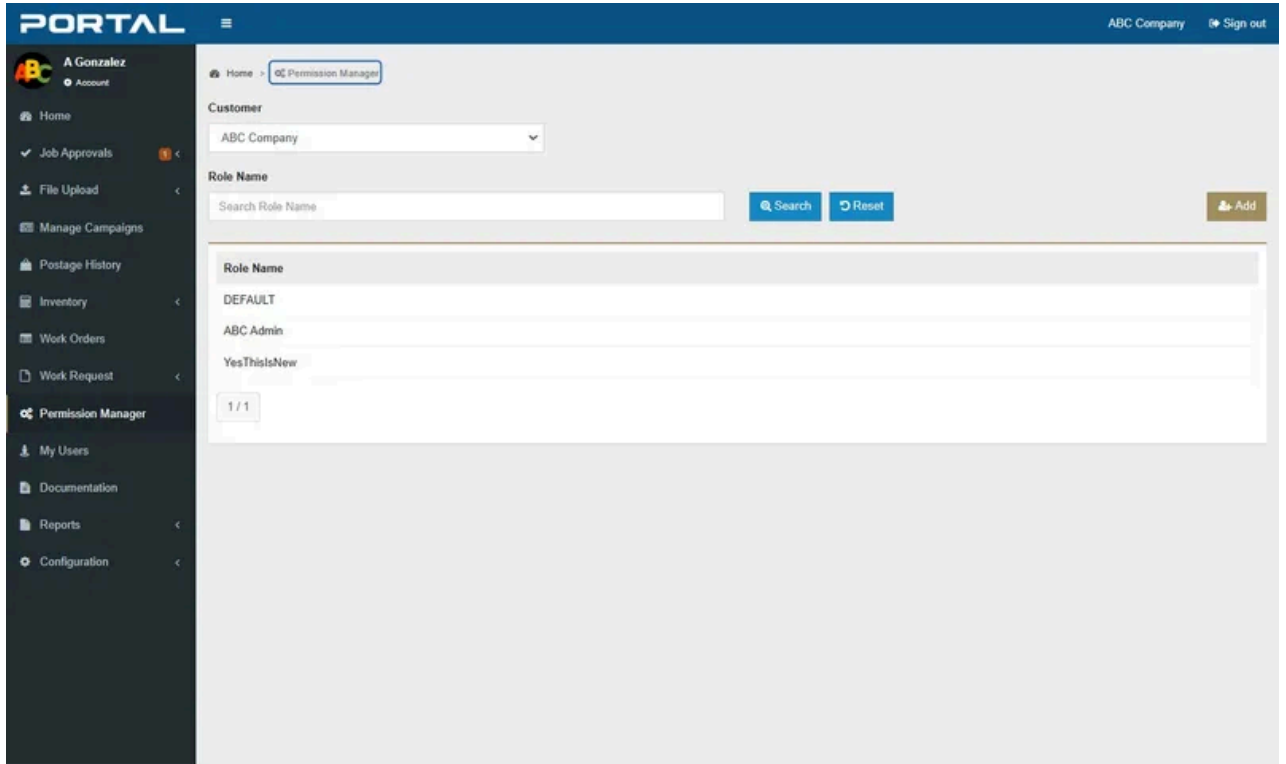 PORTAL
ABC Company
Sign out
ABC
A Gonzalez
Account
Home
Job Approvals
1
File Upload
Manage Campaigns
Postage History
Inventory
Work Orders
Work Request
Permission Manager
My Users
Documentation
Reports
Configuration
Home > Permission Manager
Customer
ABC Company
Role Name
Search Role Name
Search
Reset
Add
Role Name
DEFAULT
ABC Admin
YesThisIsNew
1 / 1